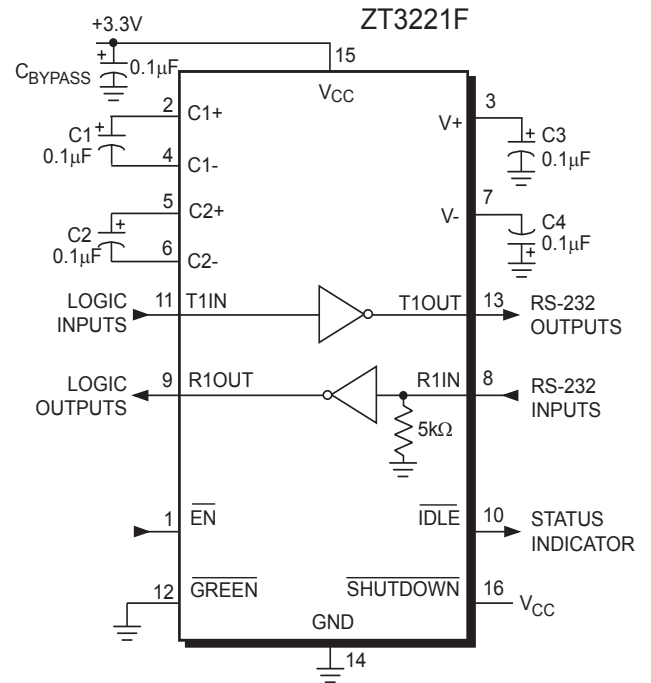 ZT3221F
+3.3V
+
C_BYPASS
0.1μF
15
V_CC
2
C1+
C1
+
0.1μF
4
C1-
5
C2+
C2
+
0.1μF
6
C2-
3
V+
+
C3
0.1μF
7
V-
C4
0.1μF
+
LOGIC
INPUTS
11
T1IN
T1OUT
13
RS-232
OUTPUTS
LOGIC
OUTPUTS
9
R1OUT
R1IN
8
RS-232
INPUTS
5kΩ
1
EN
IDLE
10
STATUS
INDICATOR
12
GREEN
SHUTDOWN
16
V_CC
GND
14